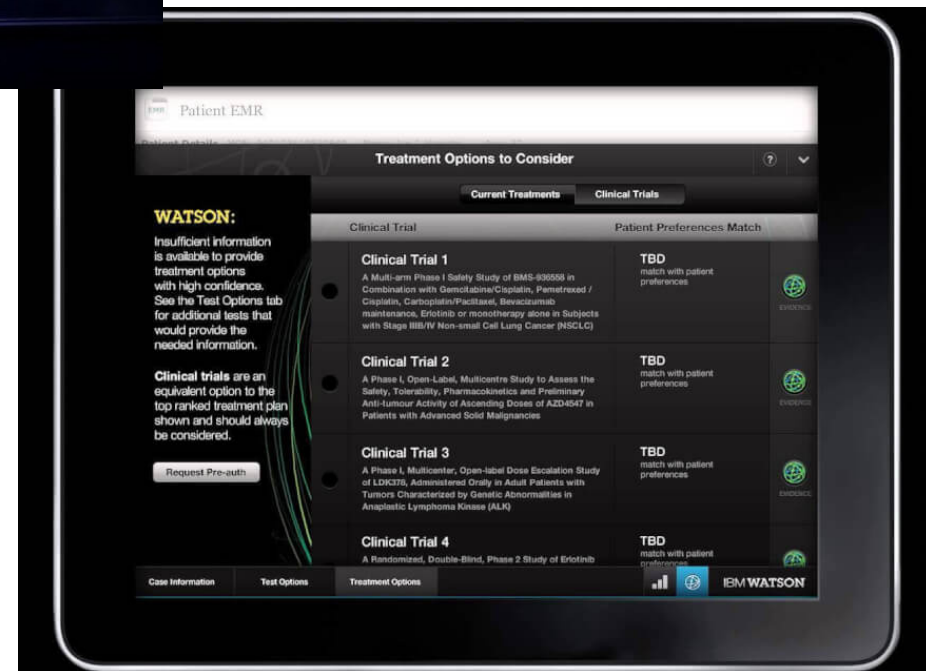 EMR
Patient EMR
Patient Details
Treatment Options to Consider
?
Current Treatments
Clinical Trials
WATSON:
Insufficient information
is available to provide
treatment options
with high confidence.
See the Test Options tab
for additional tests that
would provide the
needed information.
Clinical trials are an
equivalent option to the
top ranked treatment plan
shown and should always
be considered.
Request Pre-auth
Clinical Trial
Patient Preferences Match
Clinical Trial 1
A Multi-arm Phase I Safety Study of BMS-936558 in
Combination with Gemcitabine/Cisplatin, Pemetrexed /
Cisplatin, Carboplatin/Paclitaxel, Bevacizumab
maintenance, Erlotinib or monotherapy alone in Subjects
with Stage IIIB/IV Non-small Cell Lung Cancer (NSCLC)
TBD
match with patient
preferences
EVIDENCE
Clinical Trial 2
A Phase I, Open-Label, Multicentre Study to Assess the
Safety, Tolerability, Pharmacokinetics and Preliminary
Anti-tumour Activity of Ascending Doses of AZD4547 in
Patients with Advanced Solid Malignancies
TBD
match with patient
preferences
EVIDENCE
Clinical Trial 3
A Phase I, Multicenter, Open-label Dose Escalation Study
of LDK378, Administered Orally in Adult Patients with
Tumors Characterized by Genetic Abnormalities in
Anaplastic Lymphoma Kinase (ALK)
TBD
match with patient
preferences
EVIDENCE
Clinical Trial 4
A Randomized, Double-Blind, Phase 2 Study of Erlotinib
TBD
match with patient
preferences
Case Information
Test Options
Treatment Options
IBM WATSON